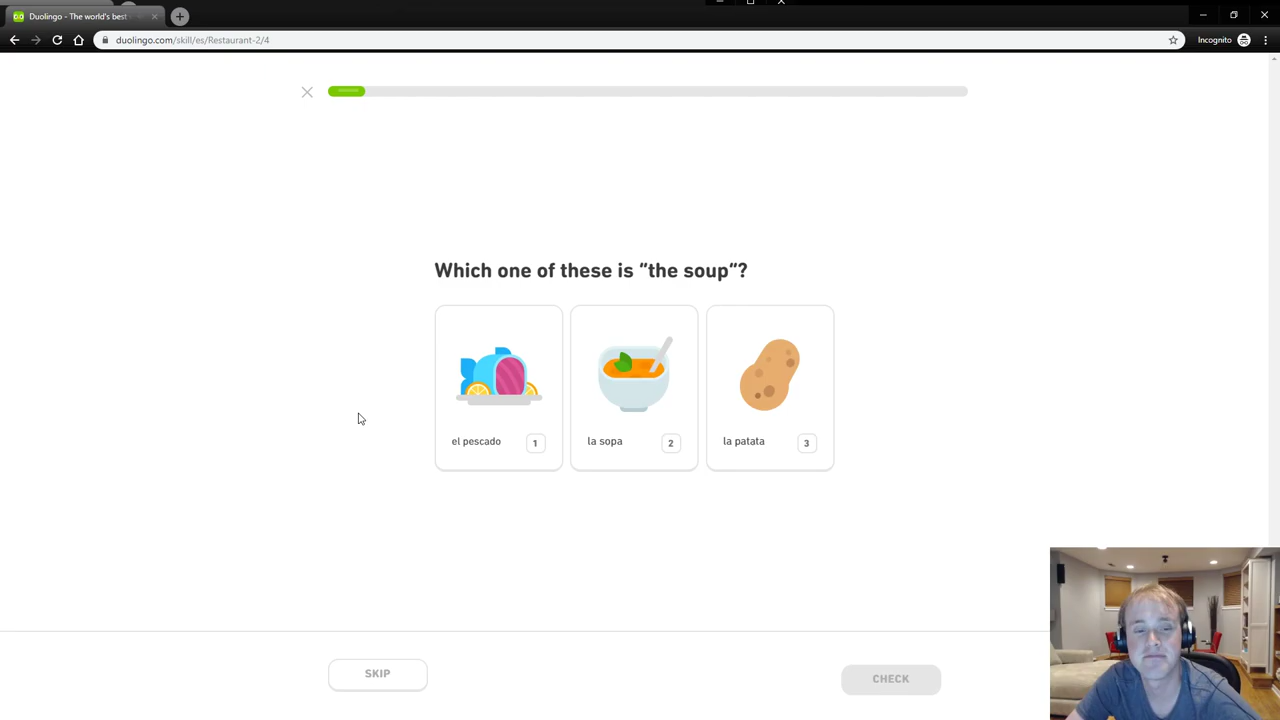 Duolingo - The world's best
duolingo.com/skill/es/Restaurant-2/4
Incognito
Which one of these is "the soup"?
el pescado 1
la sopa 2
la patata 3
SKIP
CHECK